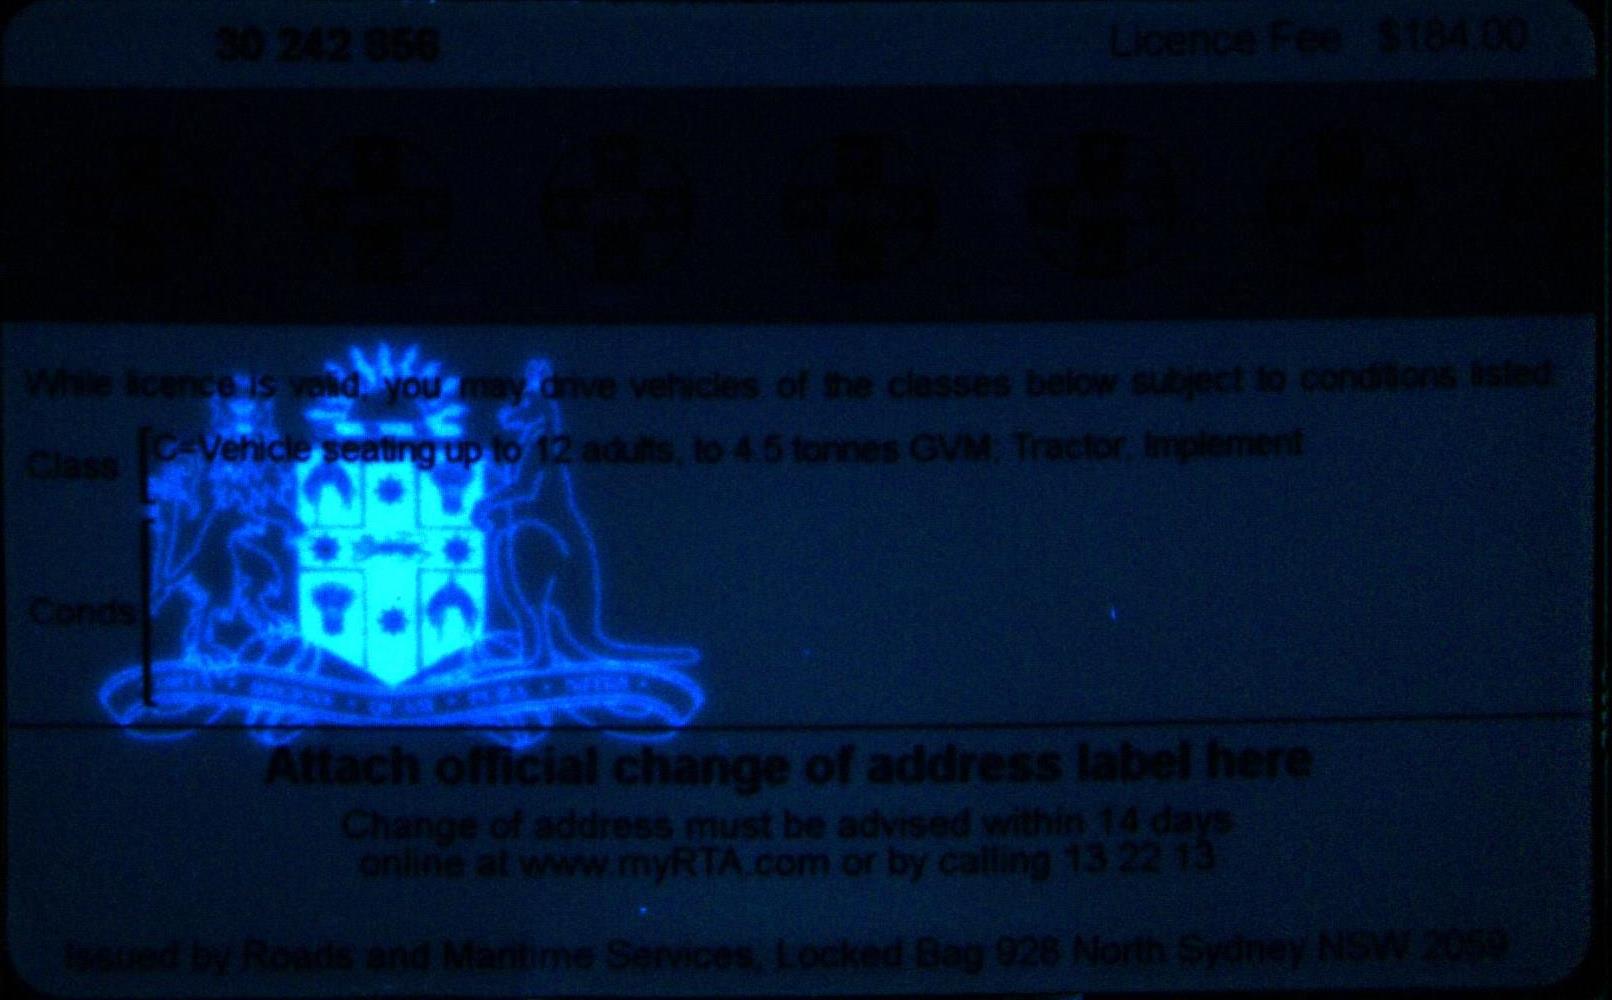 30 242 856
Licence Fee $184.00
While licence is valid, you may drive vehicles of the classes below subject to conditions listed
Class [C=Vehicle seating up to 12 adults, to 4.5 tonnes GVM; Tractor, Implement
Conds
Attach official change of address label here
Change of address must be advised within 14 days
online at www.myRTA.com or by calling 13 22 13
Issued by Roads and Maritime Services, Locked Bag 928 North Sydney NSW 2059